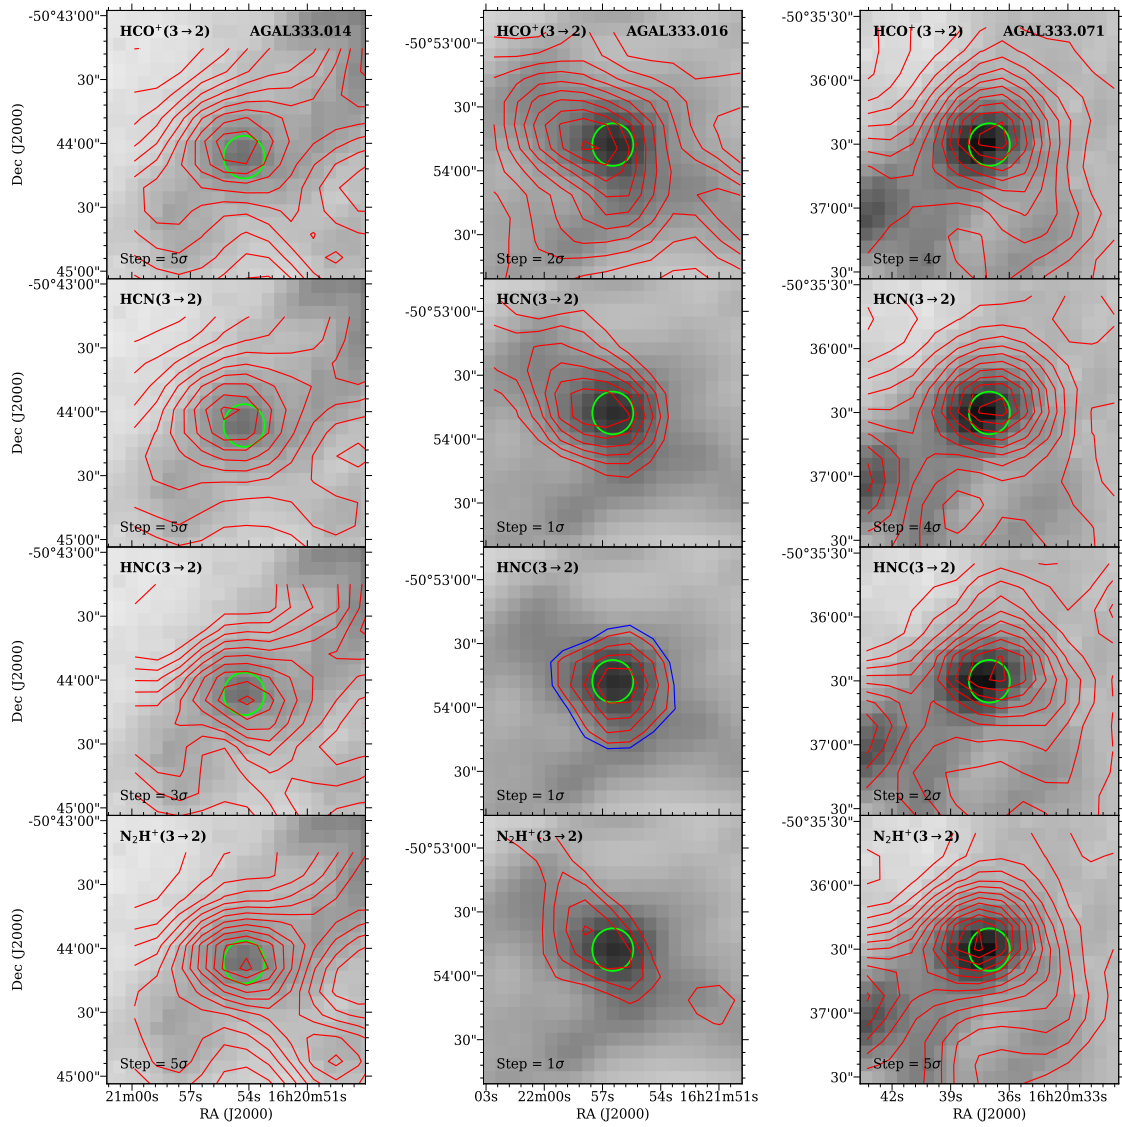 HCO⁺(3→2) AGAL333.014
-50°43'00"
30"
44'00"
30"
45'00"
Dec (J2000)
Step = 5σ
HCO⁺(3→2) AGAL333.016
-50°53'00"
30"
54'00"
30"
Step = 2σ
HCO⁺(3→2) AGAL333.071
-50°35'30"
36'00"
30"
37'00"
30"
Step = 4σ
HCN(3→2)
-50°43'00"
30"
44'00"
30"
45'00"
Dec (J2000)
Step = 5σ
HCN(3→2)
-50°53'00"
30"
54'00"
30"
Step = 1σ
HCN(3→2)
-50°35'30"
36'00"
30"
37'00"
30"
Step = 4σ
HNC(3→2)
-50°43'00"
30"
44'00"
30"
45'00"
Dec (J2000)
Step = 3σ
HNC(3→2)
-50°53'00"
30"
54'00"
30"
Step = 1σ
HNC(3→2)
-50°35'30"
36'00"
30"
37'00"
30"
Step = 2σ
N₂H⁺(3→2)
-50°43'00"
30"
44'00"
30"
45'00"
Dec (J2000)
Step = 5σ
N₂H⁺(3→2)
-50°53'00"
30"
54'00"
30"
Step = 1σ
N₂H⁺(3→2)
-50°35'30"
36'00"
30"
37'00"
30"
Step = 5σ
21m00s 57s 54s 16h20m51s
RA (J2000)
03s 22m00s 57s 54s 16h21m51s
RA (J2000)
42s 39s 36s 16h20m33s
RA (J2000)